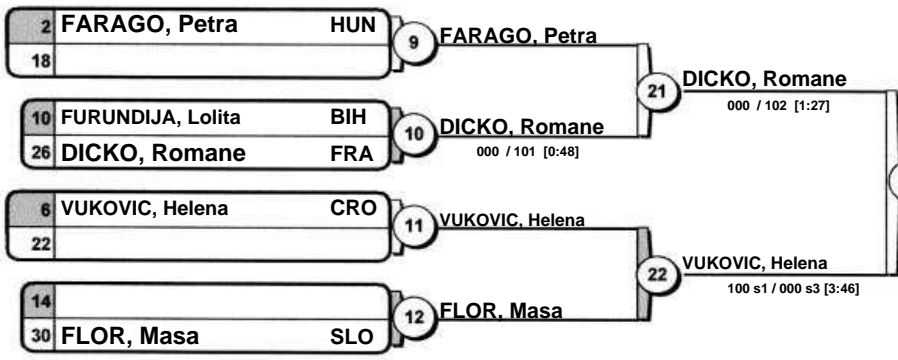 2 FARAGO, Petra HUN
18
9 FARAGO, Petra
10 FURUNDIJA, Lolita BIH
26 DICKO, Romane FRA
10 DICKO, Romane
000 / 101 [0:48]
21 DICKO, Romane
000 / 102 [1:27]
6 VUKOVIC, Helena CRO
22
11 VUKOVIC, Helena
14
30 FLOR, Masa SLO
12 FLOR, Masa
22 VUKOVIC, Helena
100 s1 / 000 s3 [3:46]